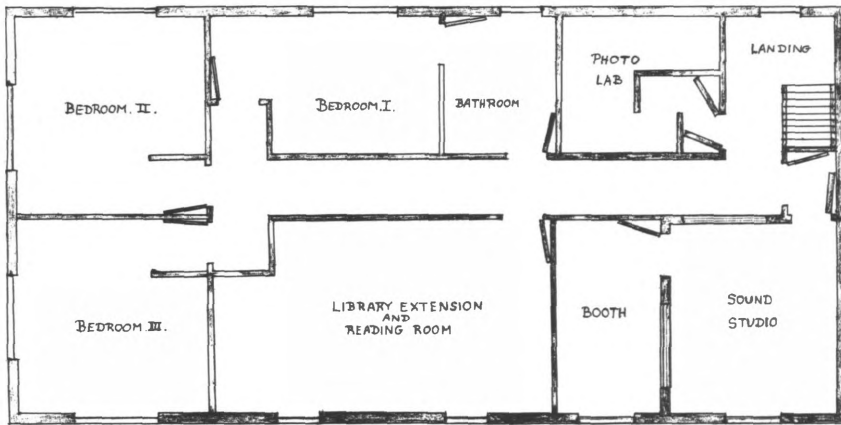 BEDROOM. II.
BEDROOM. I.
BATHROOM
PHOTO
LAB
LANDING
BEDROOM. III.
LIBRARY EXTENSION
AND
READING ROOM
BOOTH
SOUND
STUDIO